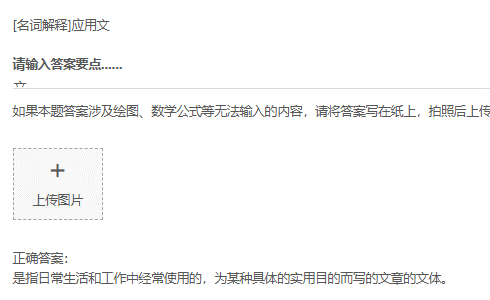 [名词解释]应用文
请输入答案要点......
如果本题答案涉及绘图、数学公式等无法输入的内容，请将答案写在纸上，拍照后上传
+
上传图片
正确答案：
是指日常生活和工作中经常使用的，为某种具体的实用目的而写的文章的文体。